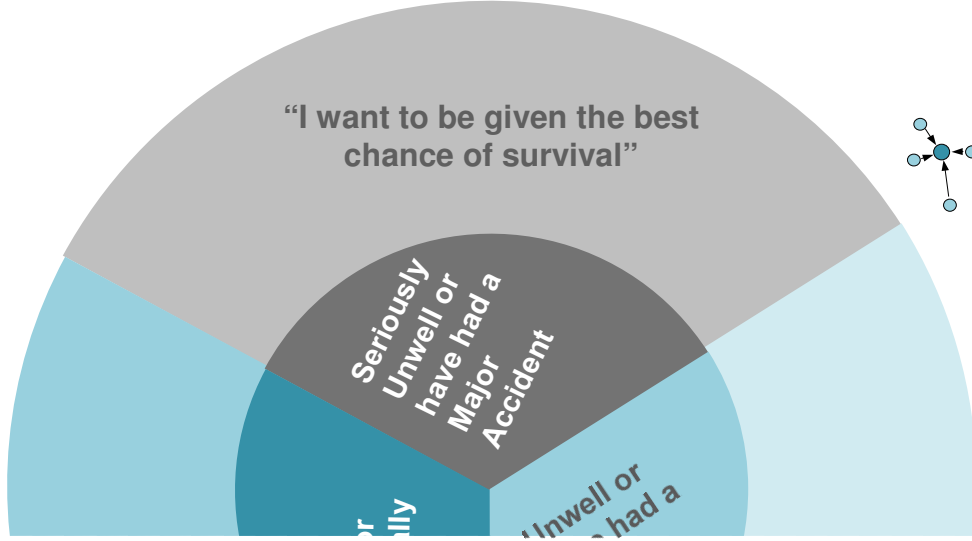 “I want to be given the best
chance of survival”
Seriously
Unwell or
have had a
Major
Accident
Unwell or
had a
or